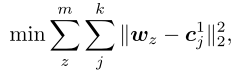 min ∑_{z}^{m} ∑_{j}^{k} ‖w_z − c_j^1‖_2^2,